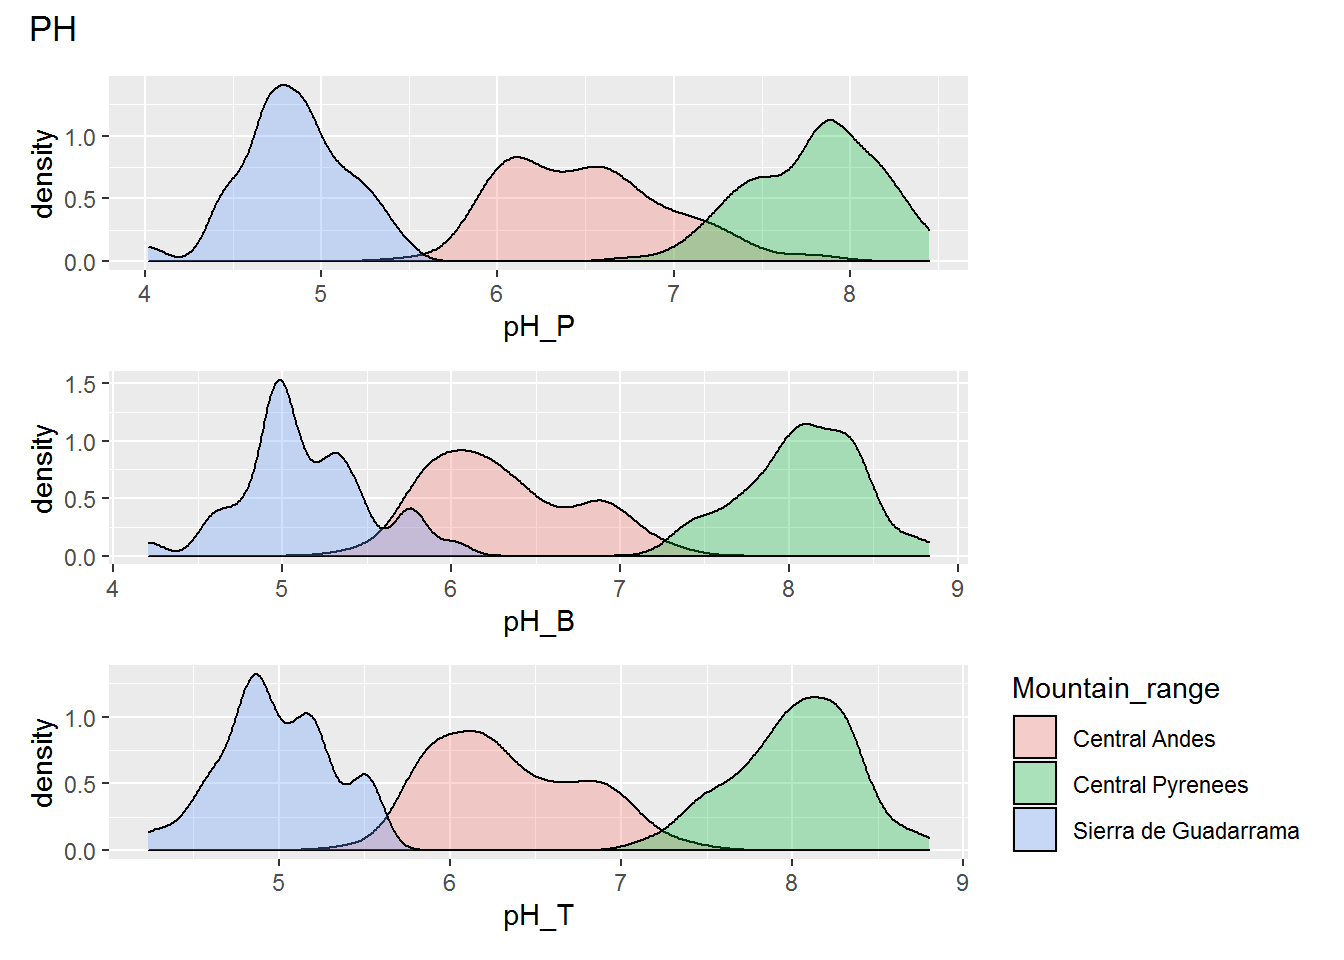 PH
density
1.0
0.5
0.0
4 5 6 7 8
pH_P
density
1.5
1.0
0.5
0.0
4 5 6 7 8 9
pH_B
density
1.0
0.5
0.0
5 6 7 8 9
pH_T
Mountain_range
Central Andes
Central Pyrenees
Sierra de Guadarrama